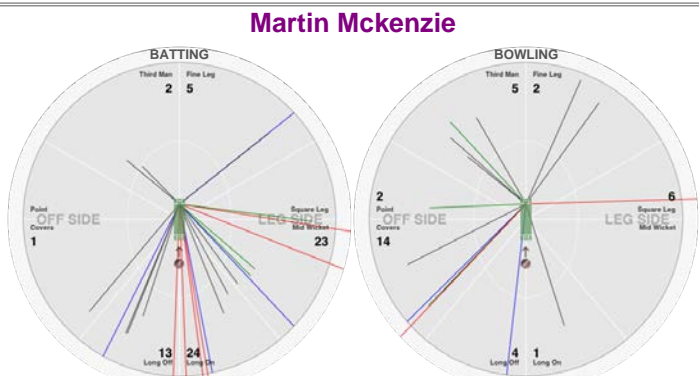 Martin Mckenzie
BATTING
Third Man Fine Leg
2 5
Point
OFF SIDE
Covers
1
Square Leg
LEG SIDE
Mid Wicket
23
13 24
Long Off Long On
BOWLING
Third Man Fine Leg
5 2
2
Point
OFF SIDE
Covers
14
6
Square Leg
LEG SIDE
Mid Wicket
4 1
Long Off Long On